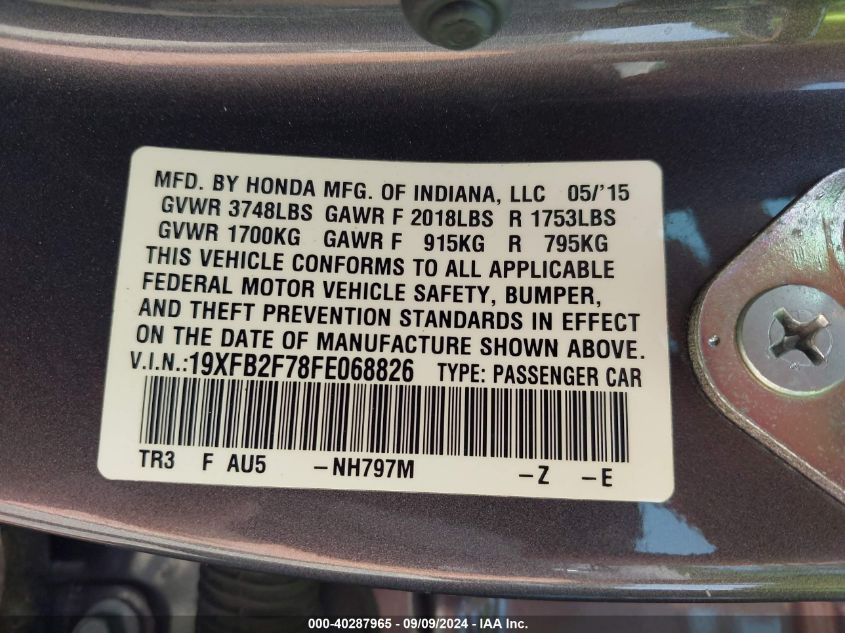 MFD. BY HONDA MFG. OF INDIANA, LLC 05/'15
GVWR 3748LBS GAWR F 2018LBS R 1753LBS
GVWR 1700KG GAWR F 915KG R 795KG
THIS VEHICLE CONFORMS TO ALL APPLICABLE
FEDERAL MOTOR VEHICLE SAFETY, BUMPER,
AND THEFT PREVENTION STANDARDS IN EFFECT
ON THE DATE OF MANUFACTURE SHOWN ABOVE.
V.I.N.:19XFB2F78FE068826 TYPE: PASSENGER CAR
TR3 F AU5 -NH797M -Z -E
000-40287965 - 09/09/2024 - IAA Inc.